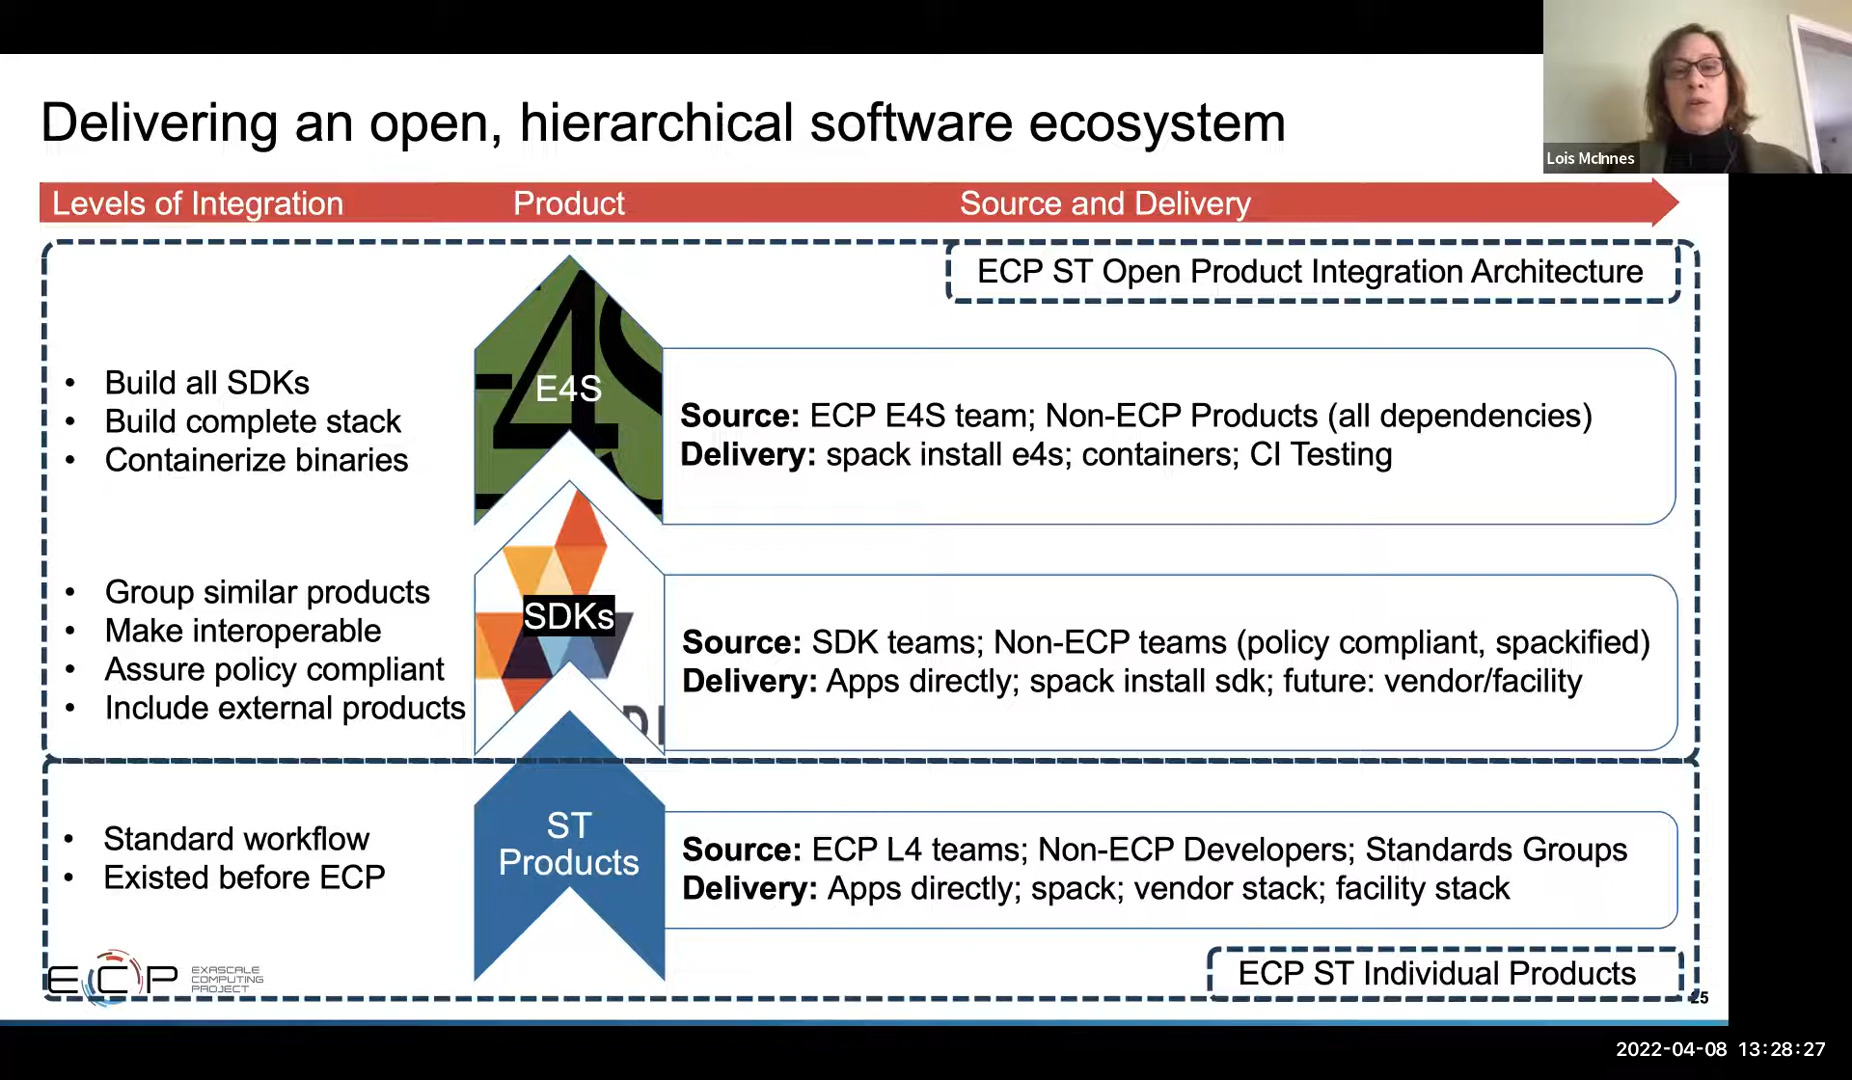 Delivering an open, hierarchical software ecosystem
Lois McInnes
Levels of Integration
Product
Source and Delivery
ECP ST Open Product Integration Architecture
• Build all SDKs
• Build complete stack
• Containerize binaries
E4S
Source: ECP E4S team; Non-ECP Products (all dependencies)
Delivery: spack install e4s; containers; CI Testing
• Group similar products
• Make interoperable
• Assure policy compliant
• Include external products
SDKs
Source: SDK teams; Non-ECP teams (policy compliant, spackified)
Delivery: Apps directly; spack install sdk; future: vendor/facility
• Standard workflow
• Existed before ECP
ST
Products
Source: ECP L4 teams; Non-ECP Developers; Standards Groups
Delivery: Apps directly; spack; vendor stack; facility stack
ECP
EXASCALE
COMPUTING
PROJECT
ECP ST Individual Products
25
2022-04-08 13:28:27